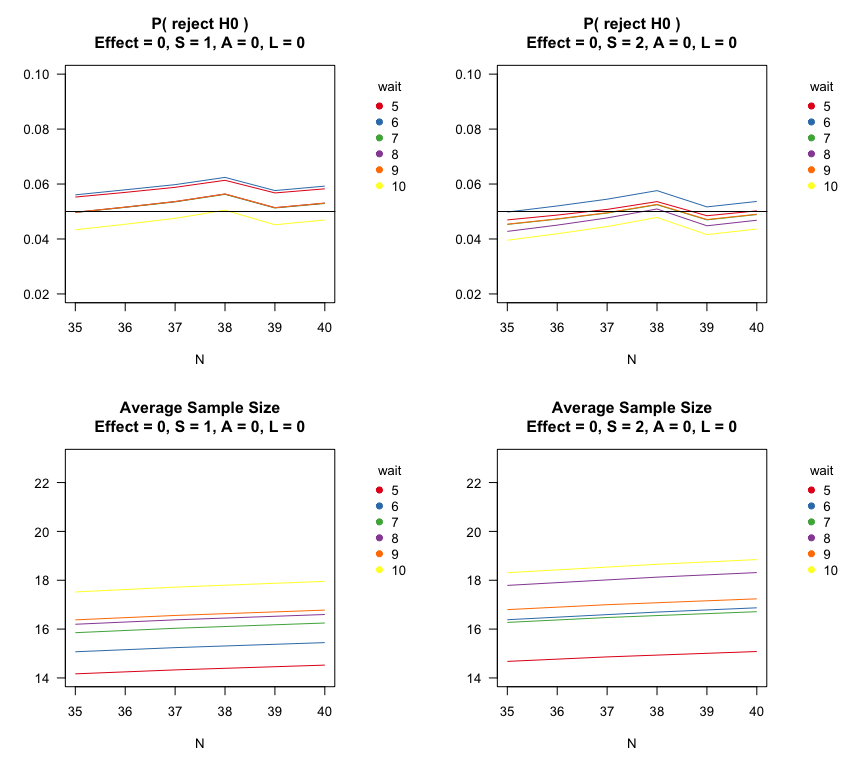 P( reject H0 )
Effect = 0, S = 1, A = 0, L = 0
0.10
0.08
0.06
0.04
0.02
35 36 37 38 39 40
N
wait
5
6
7
8
9
10
P( reject H0 )
Effect = 0, S = 2, A = 0, L = 0
0.10
0.08
0.06
0.04
0.02
35 36 37 38 39 40
N
wait
5
6
7
8
9
10
Average Sample Size
Effect = 0, S = 1, A = 0, L = 0
22
20
18
16
14
35 36 37 38 39 40
N
wait
5
6
7
8
9
10
Average Sample Size
Effect = 0, S = 2, A = 0, L = 0
22
20
18
16
14
35 36 37 38 39 40
N
wait
5
6
7
8
9
10